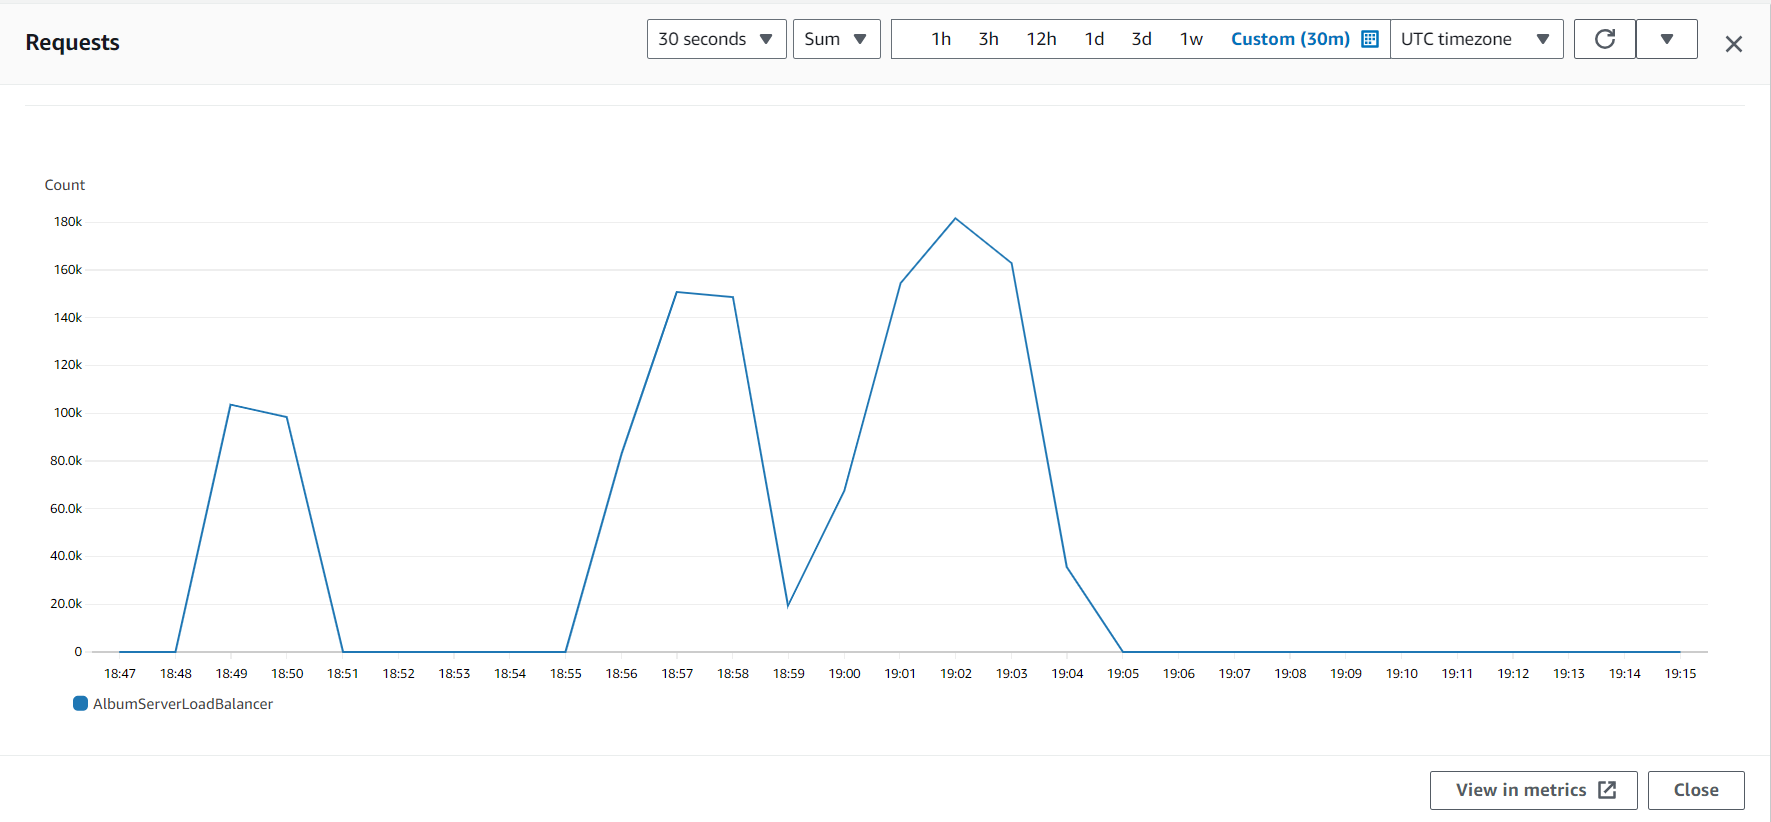 Requests
30 seconds
Sum
1h 3h 12h 1d 3d 1w Custom (30m)
UTC timezone
Count
180k
160k
140k
120k
100k
80.0k
60.0k
40.0k
20.0k
0
18:47 18:48 18:49 18:50 18:51 18:52 18:53 18:54 18:55 18:56 18:57 18:58 18:59 19:00 19:01 19:02 19:03 19:04 19:05 19:06 19:07 19:08 19:09 19:10 19:11 19:12 19:13 19:14 19:15
AlbumServerLoadBalancer
View in metrics
Close